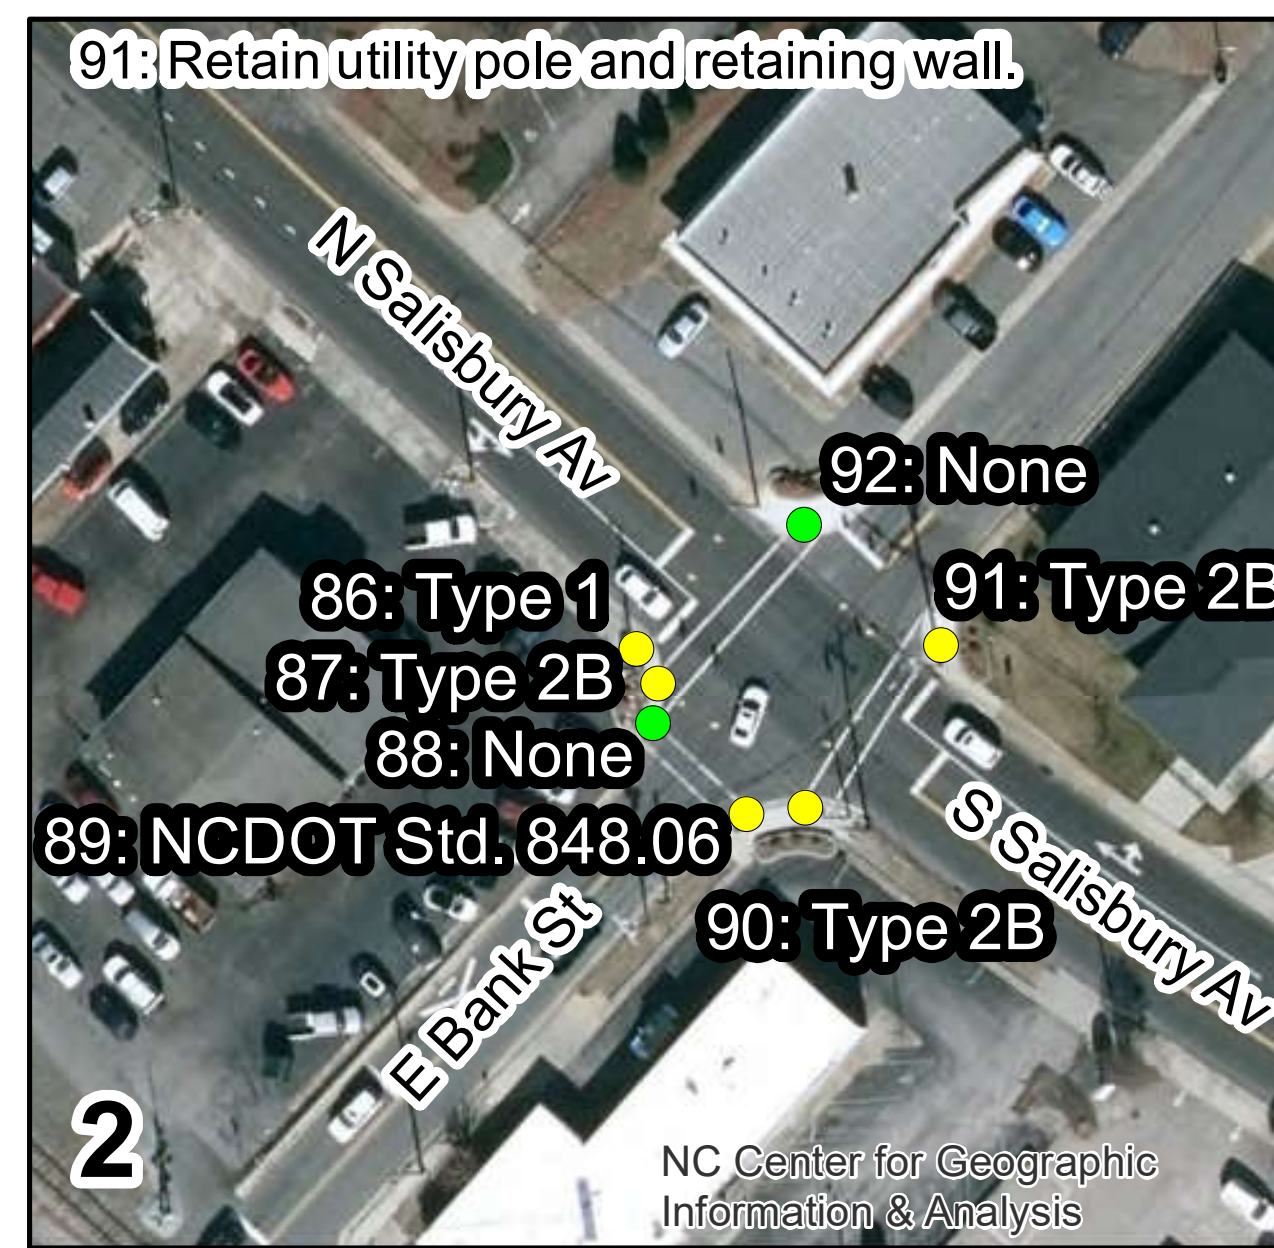 91: Retain utility pole and retaining wall.
N Salisbury Av
92: None
91: Type 2B
86: Type 1
87: Type 2B
88: None
89: NCDOT Std. 848.06
90: Type 2B
S Salisbury Av
E Bank St
2
NC Center for Geographic
Information & Analysis